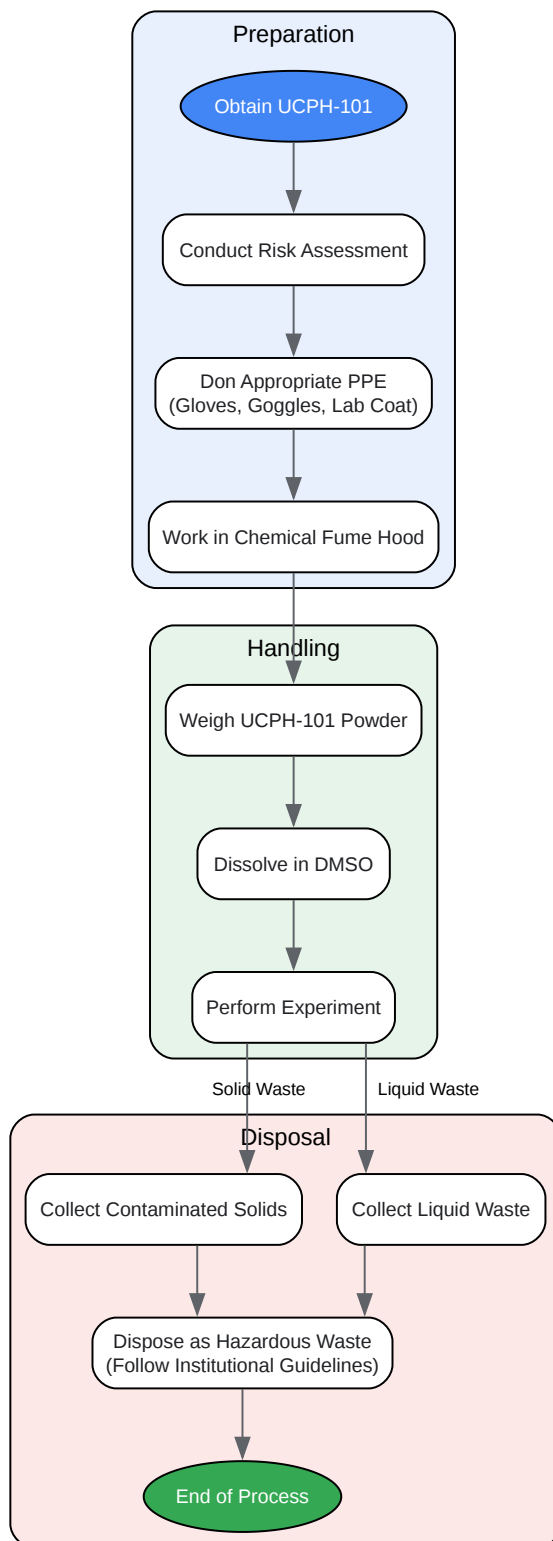 Preparation
Obtain UCPH-101
Conduct Risk Assessment
Don Appropriate PPE
(Gloves, Goggles, Lab Coat)
Work in Chemical Fume Hood
Handling
Weigh UCPH-101 Powder
Dissolve in DMSO
Perform Experiment
Solid Waste
Liquid Waste
Disposal
Collect Contaminated Solids
Collect Liquid Waste
Dispose as Hazardous Waste
(Follow Institutional Guidelines)
End of Process